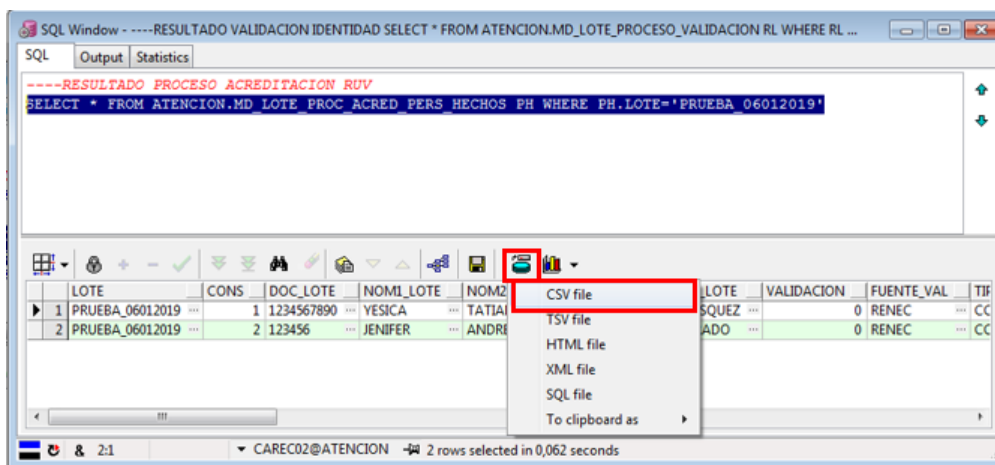 SQL Window - ----RESULTADO VALIDACION IDENTIDAD SELECT * FROM ATENCION.MD_LOTE_PROCESO_VALIDACION RL WHERE RL ...
SQL Output Statistics
----RESULTADO PROCESO ACREDITACION RUV
SELECT * FROM ATENCION.MD_LOTE_PROC_ACRED_PERS_HECHOS PH WHERE PH.LOTE='PRUEBA_06012019'
LOTE CONS DOC_LOTE NOM1_LOTE NOM2 LOTE VALIDACION FUENTE_VAL TIF
1 PRUEBA_06012019 ... 1 1234567890 ... YESICA ... TATIA SQUEZ ... 0 RENEC ... CC
2 PRUEBA_06012019 ... 2 123456 ... JENIFER ... ANDRE ADO ... 0 RENEC ... CC
CSV file
TSV file
HTML file
XML file
SQL file
To clipboard as
& 2:1 CAREC02@ATENCION 2 rows selected in 0,062 seconds